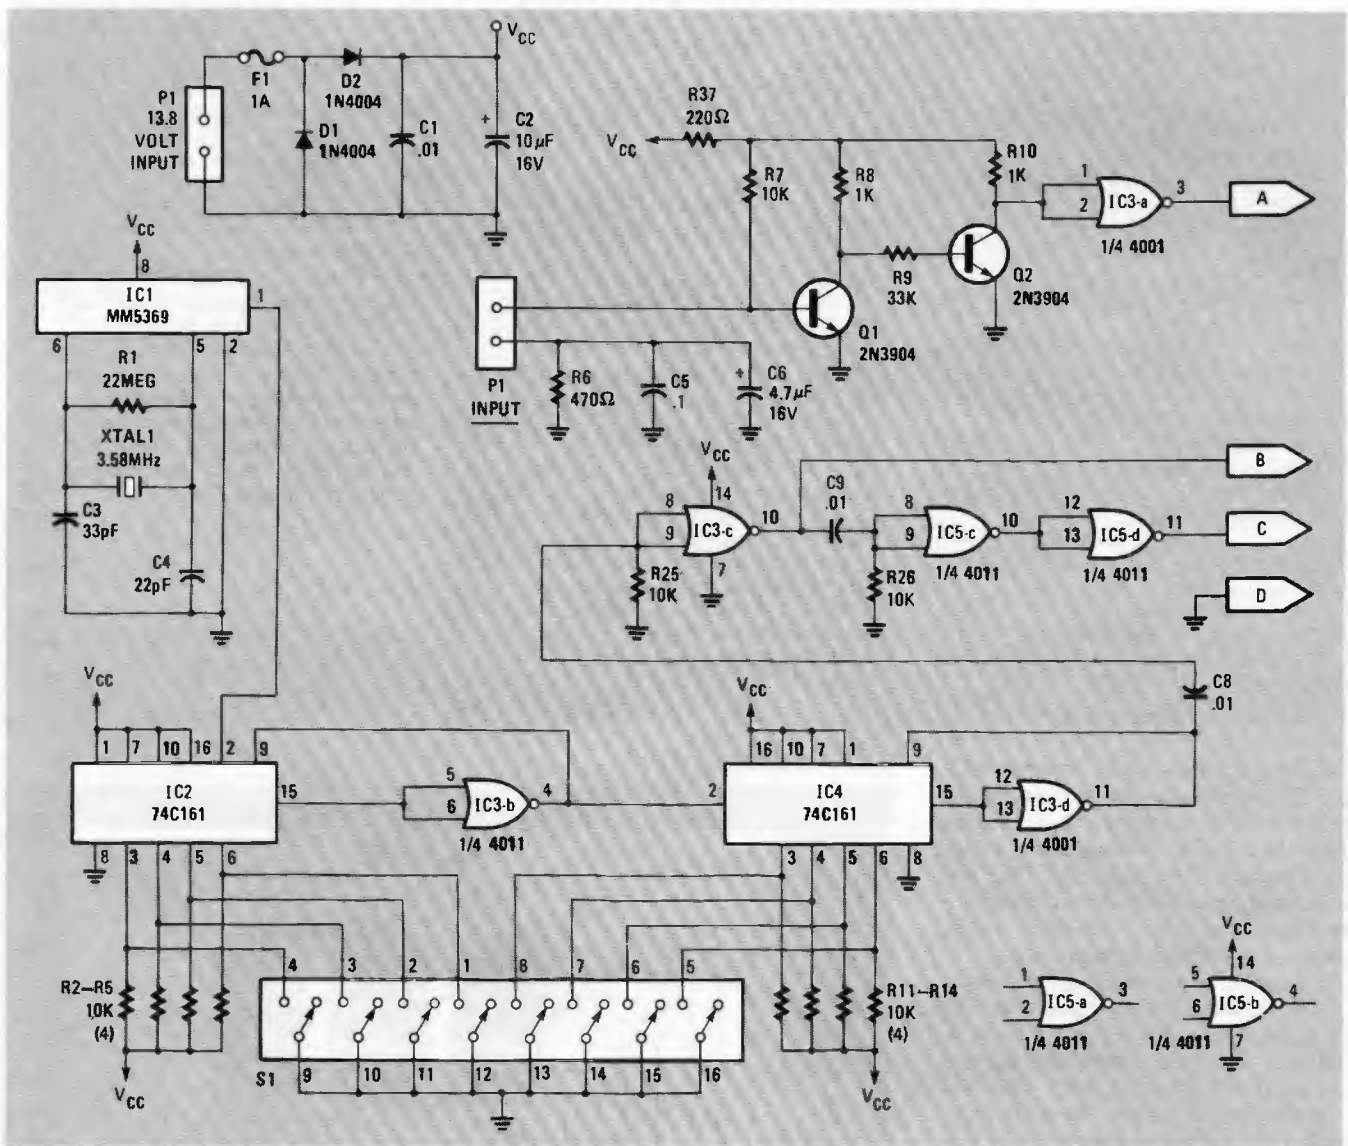 VCC
F1
1A
D2
1N4004
P1
13.8
VOLT
INPUT
D1
1N4004
C1
.01
+
C2
10µF
16V
VCC
R37
220Ω
R7
10K
R8
1K
R10
1K
1
2
IC3-a
3
A
1/4 4001
R9
33K
Q2
2N3904
Q1
2N3904
P1
INPUT
R6
470Ω
C5
.1
+
C6
4.7µF
16V
VCC
8
IC1
MM5369
1
6
5
2
R1
22MEG
XTAL1
3.58MHz
C3
33pF
C4
22pF
VCC
14
8
9
IC3-c
10
7
R25
10K
C9
.01
8
9
IC5-c
10
1/4 4011
R26
10K
12
13
IC5-d
11
1/4 4011
B
C
D
C8
.01
VCC
1
7
10
16
2
9
IC2
74C161
15
8
3
4
5
6
5
6
IC3-b
4
1/4 4011
VCC
16
10
7
1
9
2
IC4
74C161
15
3
4
5
6
8
12
13
IC3-d
11
1/4 4001
R2–R5
10K
(4)
VCC
4
3
2
1
8
7
6
5
S1
9
10
11
12
13
14
15
16
R11–R14
10K
(4)
VCC
1
2
IC5-a
3
1/4 4011
VCC
14
5
6
IC5-b
4
7
1/4 4011